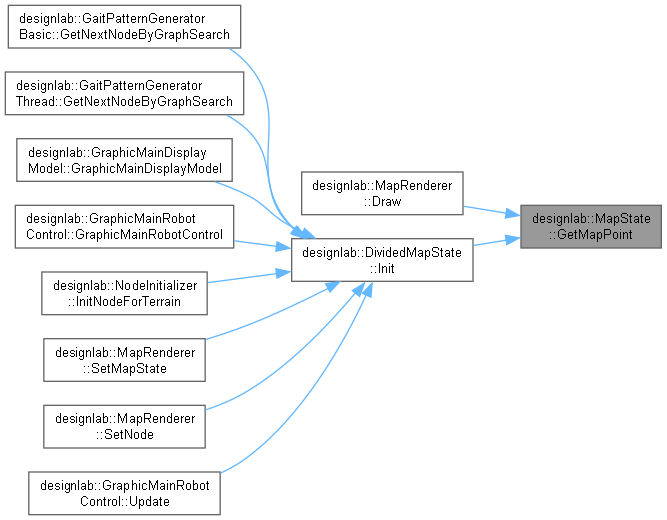 designlab::GaitPatternGenerator
Basic::GetNextNodeByGraphSearch
designlab::GaitPatternGenerator
Thread::GetNextNodeByGraphSearch
designlab::GraphicMainDisplay
Model::GraphicMainDisplayModel
designlab::GraphicMainRobot
Control::GraphicMainRobotControl
designlab::NodeInitializer
::InitNodeForTerrain
designlab::MapRenderer
::SetMapState
designlab::MapRenderer
::SetNode
designlab::GraphicMainRobot
Control::Update
designlab::MapRenderer
::Draw
designlab::DividedMapState
::Init
designlab::MapState
::GetMapPoint